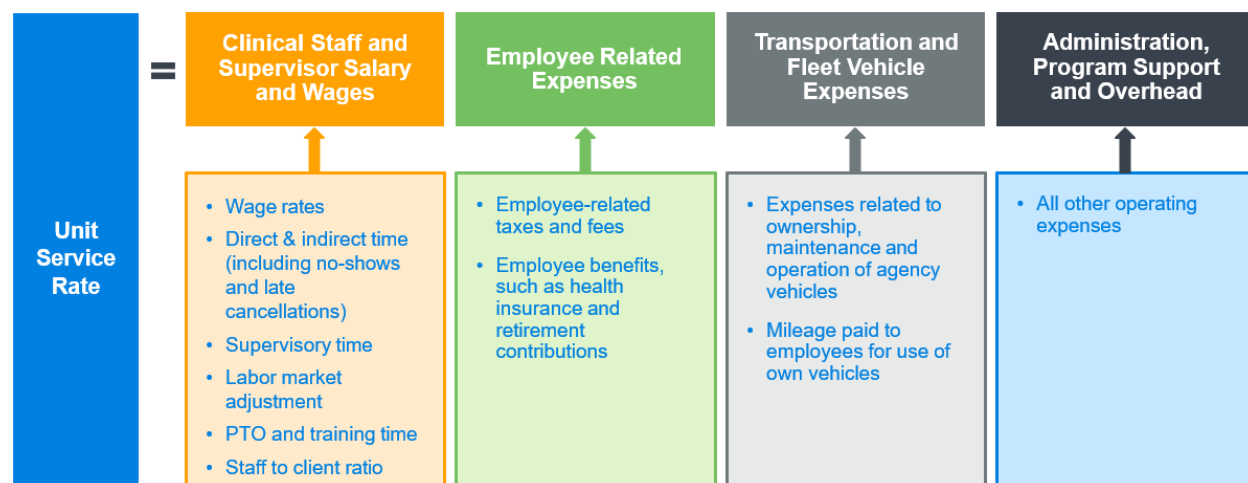 Unit
Service
Rate
=
Clinical Staff and
Supervisor Salary
and Wages
• Wage rates
• Direct & indirect time
(including no-shows
and late
cancellations)
• Supervisory time
• Labor market
adjustment
• PTO and training time
• Staff to client ratio
Employee Related
Expenses
• Employee-related
taxes and fees
• Employee benefits,
such as health
insurance and
retirement
contributions
Transportation and
Fleet Vehicle
Expenses
• Expenses related to
ownership,
maintenance and
operation of agency
vehicles
• Mileage paid to
employees for use of
own vehicles
Administration,
Program Support
and Overhead
• All other operating
expenses